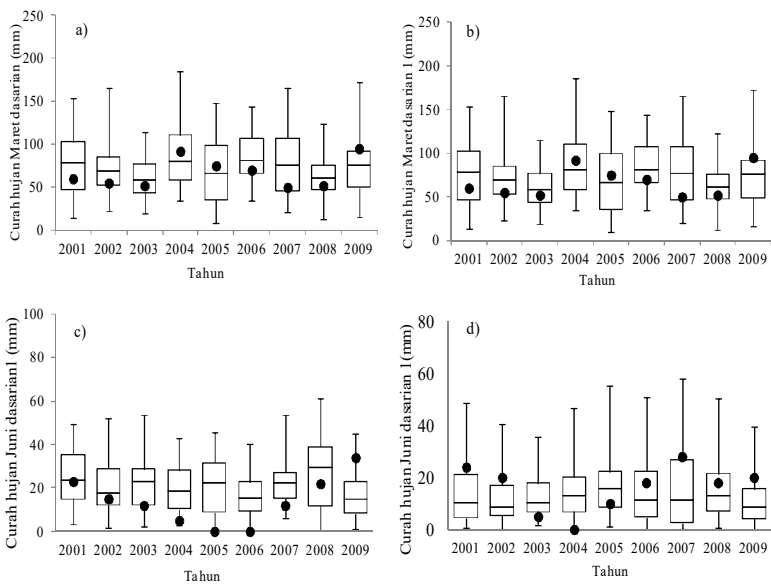 a)
Curah hujan Maret dasarian (mm)
250
200
150
100
50
0
2001 2002 2003 2004 2005 2006 2007 2008 2009
Tahun
b)
Curah hujan Maret dasarian 1 (mm)
250
200
150
100
50
0
2001 2002 2003 2004 2005 2006 2007 2008 2009
Tahun
c)
Curah hujan Juni dasarian1 (mm)
100
80
60
40
20
0
2001 2002 2003 2004 2005 2006 2007 2008 2009
Tahun
d)
Curah hujan Juni dasarian 1 (mm)
80
60
40
20
0
2001 2002 2003 2004 2005 2006 2007 2008 2009
Tahun